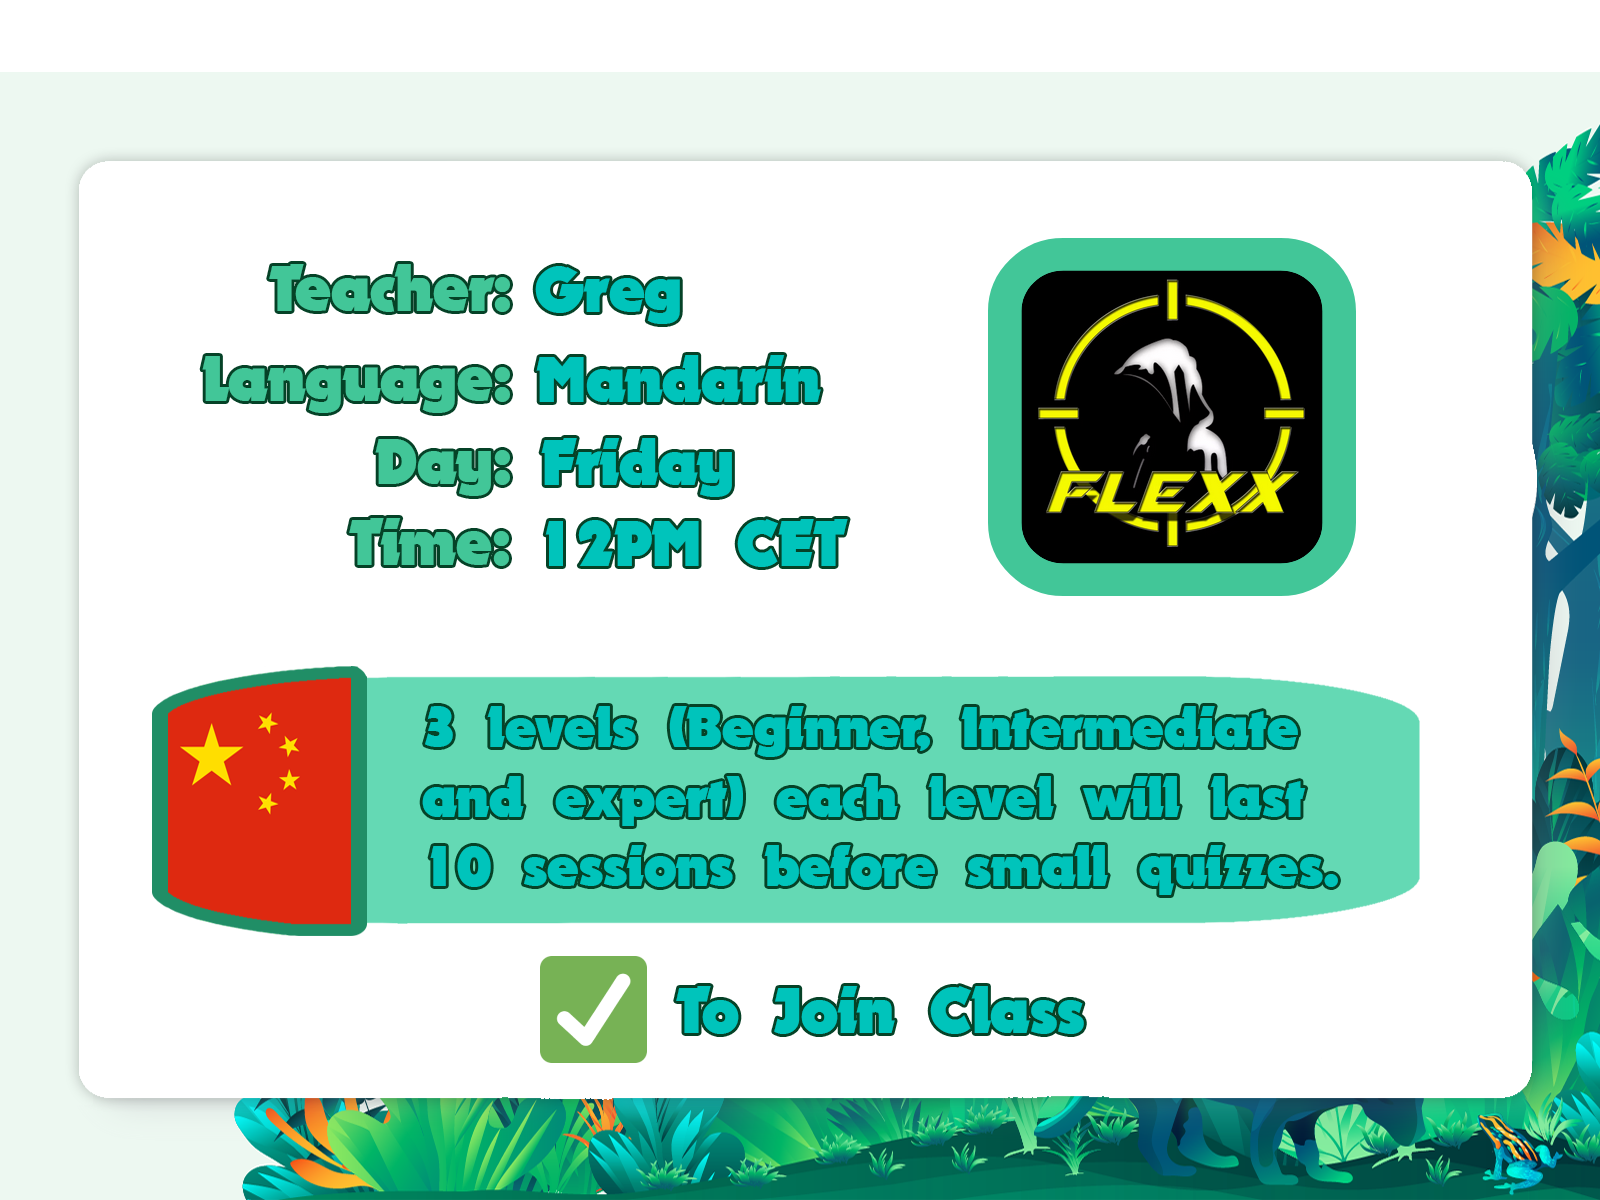 Teacher: Greg
Language: Mandarin
Day: Friday
Time: 12PM CET
FLEXX
3 levels (Beginner, Intermediate
and expert) each level will last
10 sessions before small quizzes.
To Join Class